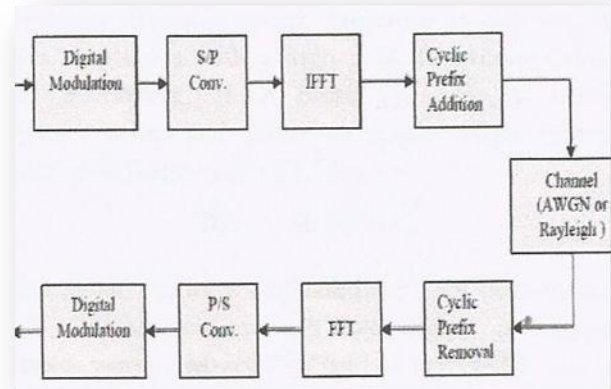 Digital
Modulation
S/P
Conv.
IFFT
Cyclic
Prefix
Addition
Channel
(AWGN or
Rayleigh )
Cyclic
Prefix
Removal
FFT
P/S
Conv.
Digital
Modulation